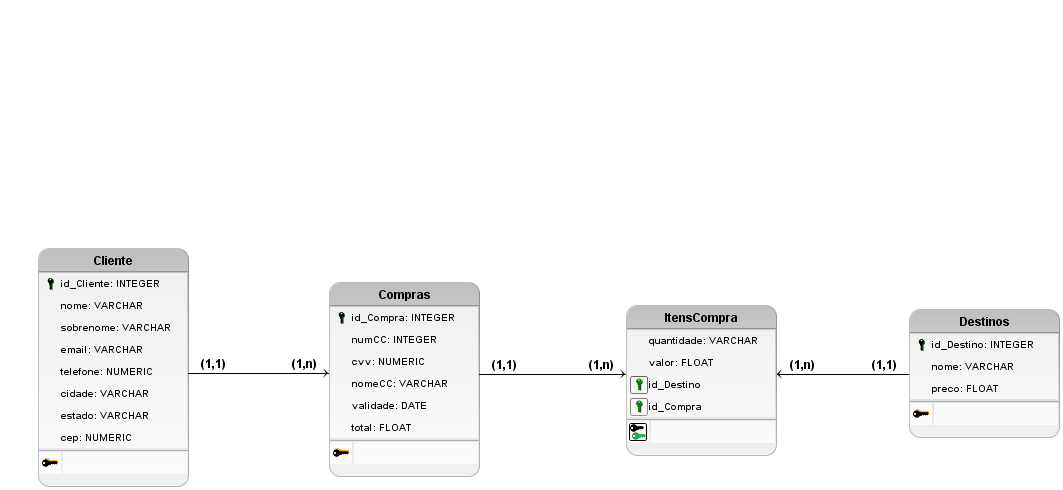 Cliente
id_Cliente: INTEGER
nome: VARCHAR
sobrenome: VARCHAR
email: VARCHAR
telefone: NUMERIC
cidade: VARCHAR
estado: VARCHAR
cep: NUMERIC
(1,1)
(1,n)
Compras
id_Compra: INTEGER
numCC: INTEGER
cvv: NUMERIC
nomeCC: VARCHAR
validade: DATE
total: FLOAT
(1,1)
(1,n)
ItensCompra
quantidade: VARCHAR
valor: FLOAT
id_Destino
id_Compra
(1,n)
(1,1)
Destinos
id_Destino: INTEGER
nome: VARCHAR
preco: FLOAT